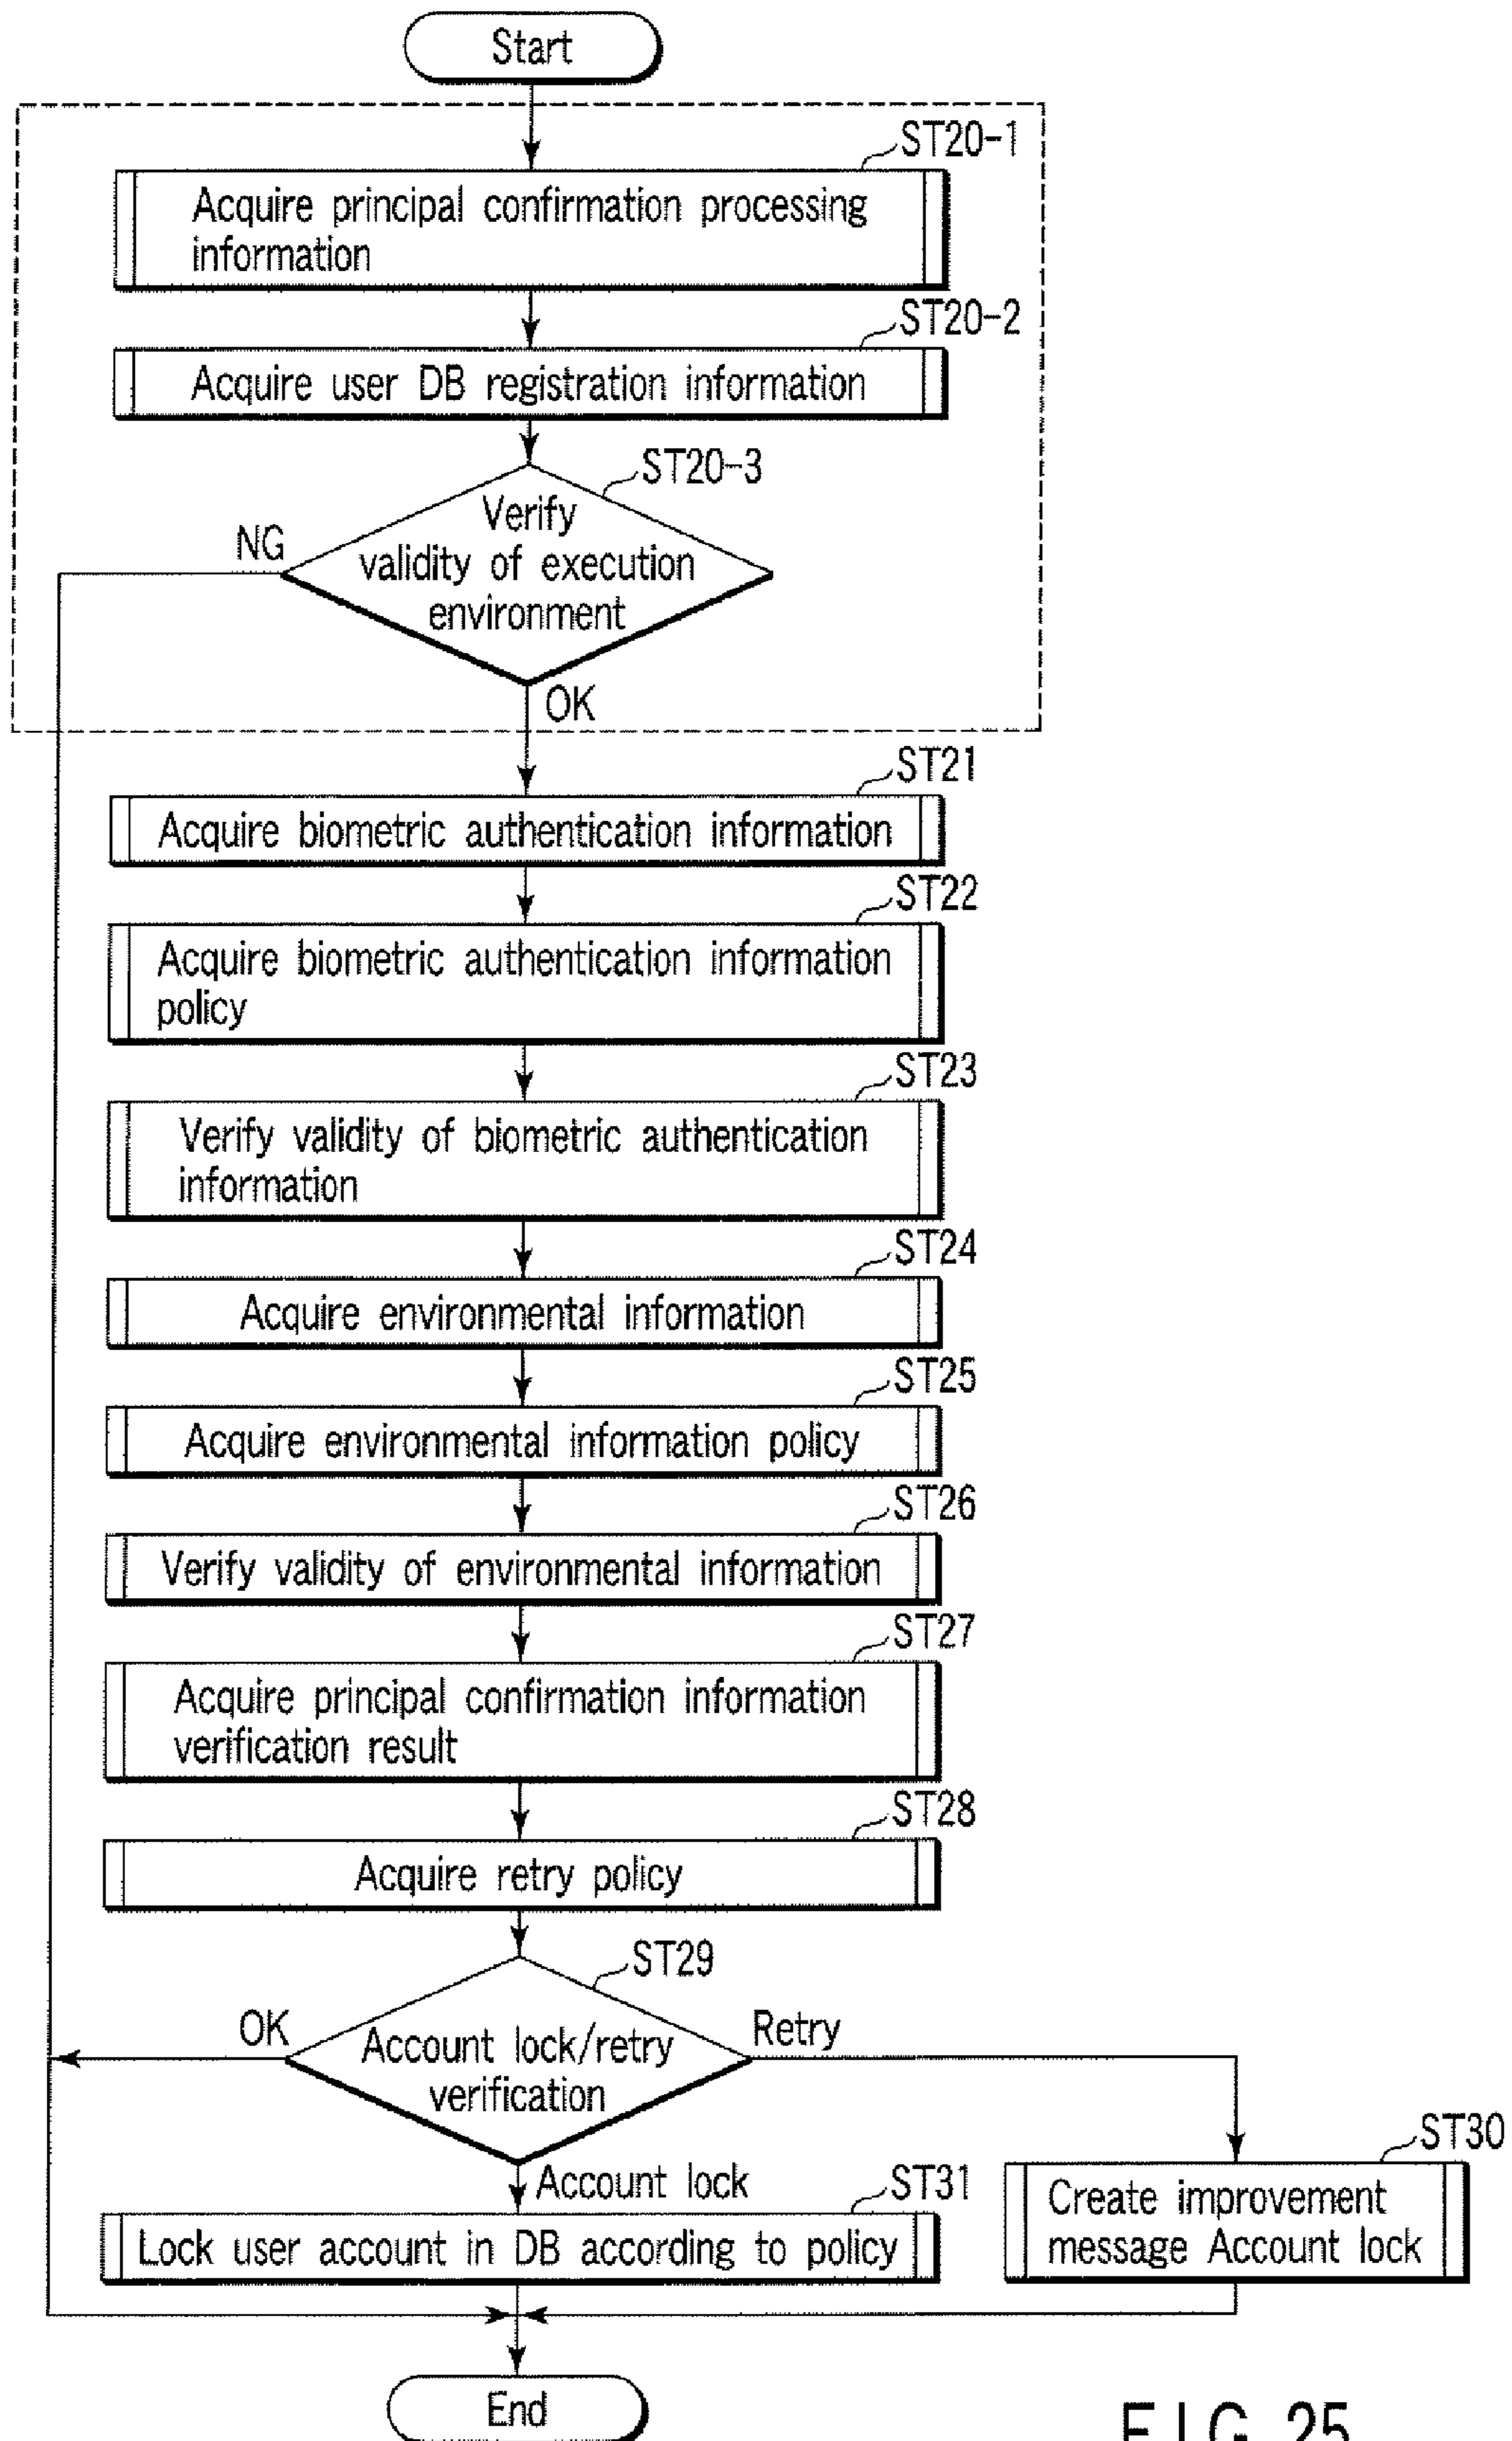 Start
ST20-1
Acquire principal confirmation processing
information
ST20-2
Acquire user DB registration information
ST20-3
Verify
validity of execution
environment
NG
OK
ST21
Acquire biometric authentication information
ST22
Acquire biometric authentication information
policy
ST23
Verify validity of biometric authentication
information
ST24
Acquire environmental information
ST25
Acquire environmental information policy
ST26
Verify validity of environmental information
ST27
Acquire principal confirmation information
verification result
ST28
Acquire retry policy
ST29
OK
Account lock/retry
verification
Retry
ST30
Account lock
ST31
Create improvement
message Account lock
Lock user account in DB according to policy
End
FIG. 25